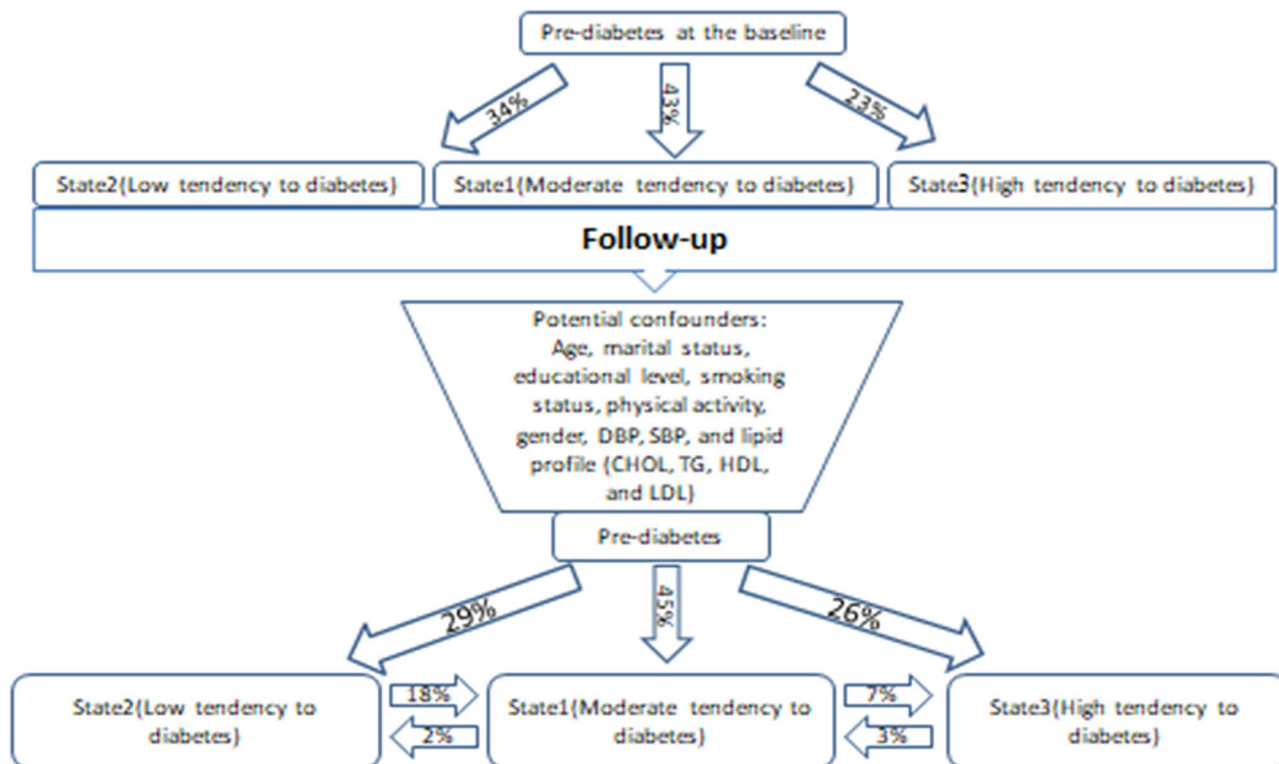 Pre-diabetes at the baseline
34%
43%
23%
State2(Low tendency to diabetes)
State1(Moderate tendency to diabetes)
State3(High tendency to diabetes)
Follow-up
Potential confounders:
Age, marital status,
educational level, smoking
status, physical activity,
gender, DBP, SBP, and lipid
profile (CHOL, TG, HDL,
and LDL)
Pre-diabetes
29%
45%
26%
State2(Low tendency to
diabetes)
18%
2%
State1(Moderate tendency to
diabetes)
7%
3%
State3(High tendency to
diabetes)